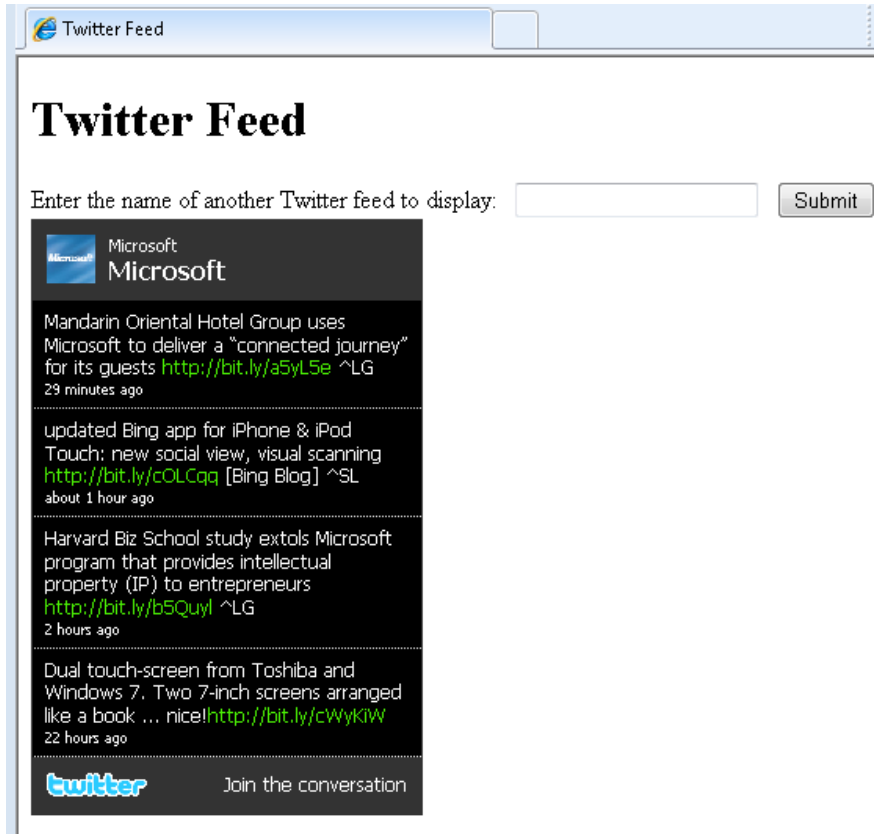 Twitter Feed
Twitter Feed
Enter the name of another Twitter feed to display: Submit
Microsoft
Microsoft
Microsoft
Mandarin Oriental Hotel Group uses
Microsoft to deliver a “connected journey”
for its guests http://bit.ly/a5yL5e ^LG
29 minutes ago
updated Bing app for iPhone & iPod
Touch: new social view, visual scanning
http://bit.ly/cOLCqq [Bing Blog] ^SL
about 1 hour ago
Harvard Biz School study extols Microsoft
program that provides intellectual
property (IP) to entrepreneurs
http://bit.ly/b5Quyl ^LG
2 hours ago
Dual touch-screen from Toshiba and
Windows 7. Two 7-inch screens arranged
like a book ... nice!http://bit.ly/cWyKiW
22 hours ago
twitter Join the conversation